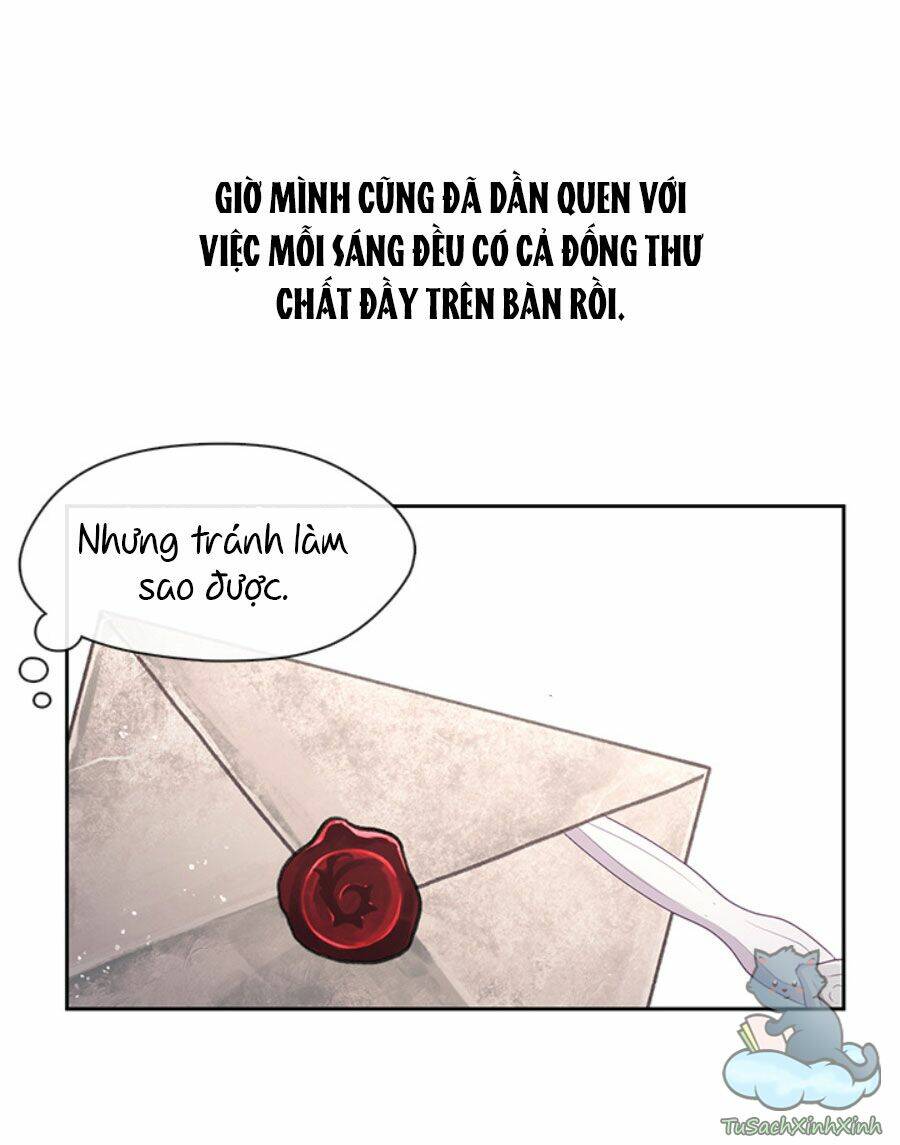 GIỜ MÌNH CŨNG ĐÃ DẦN QUEN VỚI
VIỆC MỖI SÁNG ĐỀU CÓ CẢ ĐỐNG THƯ
CHẤT ĐẦY TRÊN BÀN RỒI.
Nhưng tránh làm
sao được.
TuSachXinhXinh